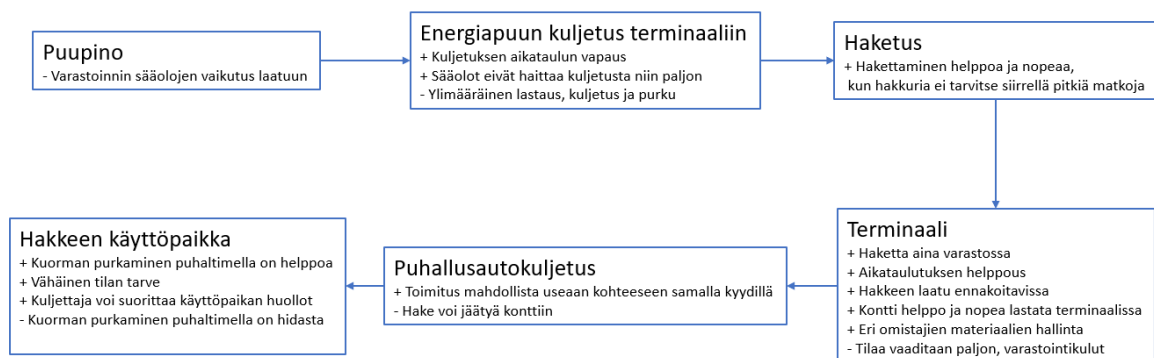 Puupino
- Varastoinnin sääolojen vaikutus laatuun
Energiapuun kuljetus terminaaliin
+ Kuljetuksen aikataulun vapaus
+ Sääolot eivät haittaa kuljetusta niin paljon
- Ylimääräinen lastaus, kuljetus ja purku
Haketus
+ Hakettaminen helppoa ja nopeaa,
kun hakkuria ei tarvitse siirrellä pitkiä matkoja
Terminaali
+ Haketta aina varastossa
+ Aikataulutuksen helppous
+ Hakkeen laatu ennakoitavissa
+ Kontti helppo ja nopea lastata terminaalissa
+ Eri omistajien materiaalien hallinta
- Tilaa vaaditaan paljon, varastointikulut
Puhallusautokuljetus
+ Toimitus mahdollista useaan kohteeseen samalla kyydillä
- Hake voi jäätyä konttiin
Hakkeen käyttöpaikka
+ Kuorman purkaminen puhaltimella on helppoa
+ Vähäinen tilan tarve
+ Kuljettaja voi suorittaa käyttöpaikan huollot
- Kuorman purkaminen puhaltimella on hidasta